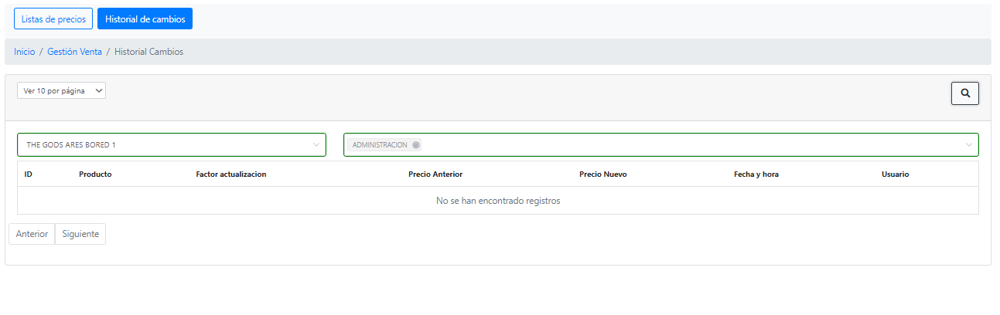 Listas de precios Historial de cambios
Inicio / Gestión Venta / Historial Cambios
Ver 10 por página
THE GODS ARES BORED 1 ADMINISTRACION
ID Producto Factor actualizacion Precio Anterior Precio Nuevo Fecha y hora Usuario
No se han encontrado registros
Anterior Siguiente